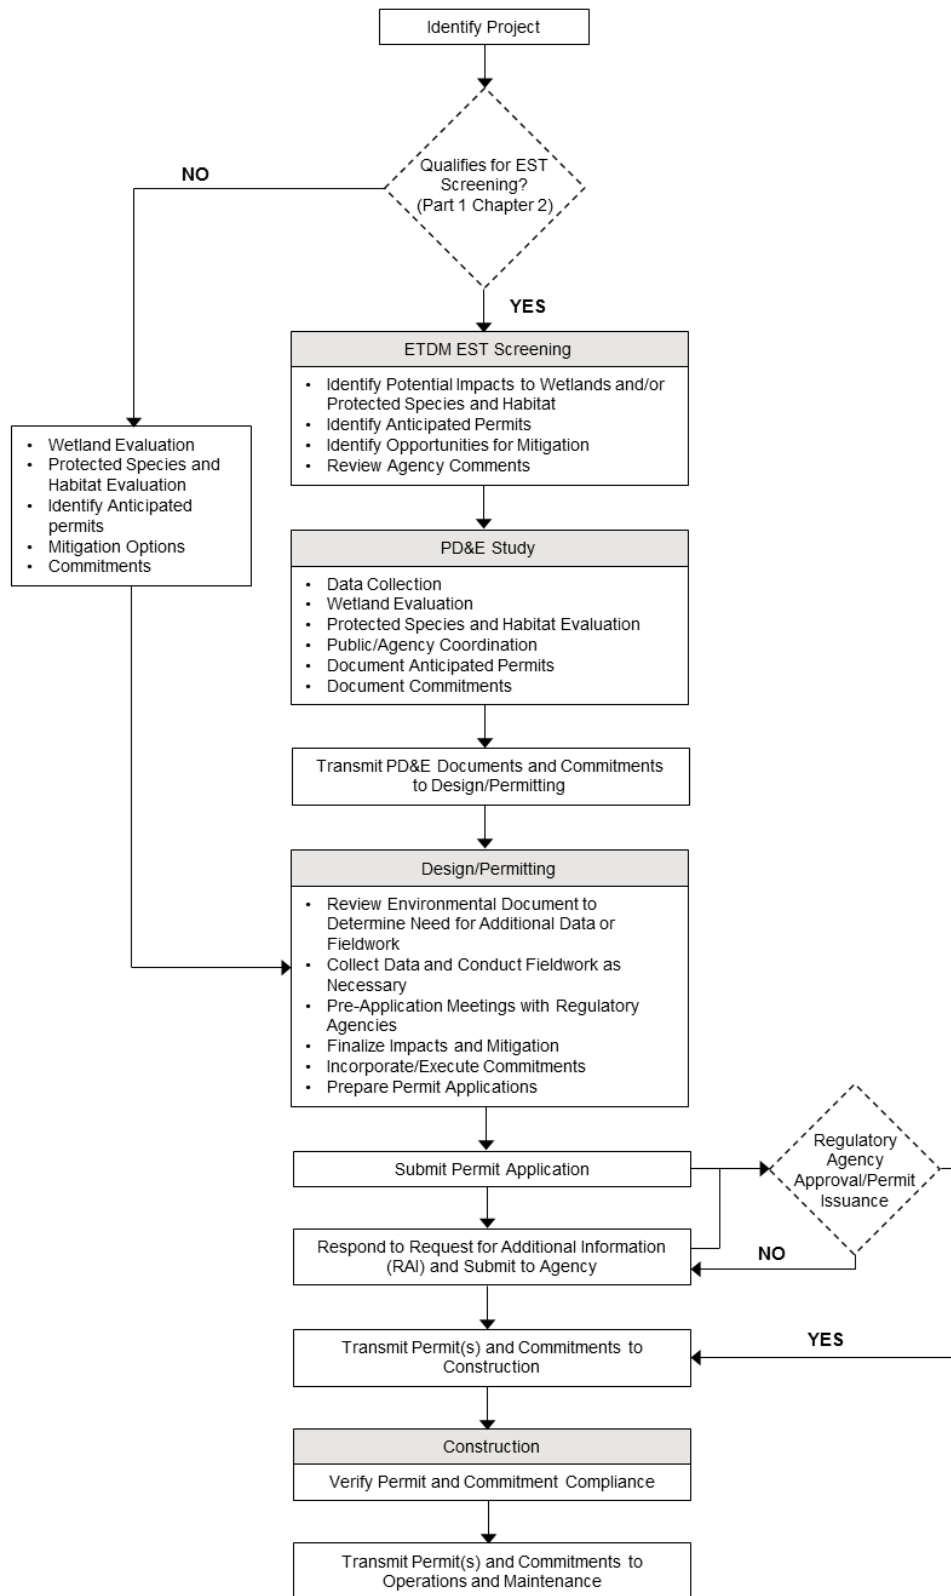 Identify Project
Qualifies for EST
Screening?
(Part 1 Chapter 2)
NO
YES
ETDM EST Screening
• Identify Potential Impacts to Wetlands and/or
Protected Species and Habitat
• Identify Anticipated Permits
• Identify Opportunities for Mitigation
• Review Agency Comments
• Wetland Evaluation
• Protected Species and
Habitat Evaluation
• Identify Anticipated
permits
• Mitigation Options
• Commitments
PD&E Study
• Data Collection
• Wetland Evaluation
• Protected Species and Habitat Evaluation
• Public/Agency Coordination
• Document Anticipated Permits
• Document Commitments
Transmit PD&E Documents and Commitments
to Design/Permitting
Design/Permitting
• Review Environmental Document to
Determine Need for Additional Data or
Fieldwork
• Collect Data and Conduct Fieldwork as
Necessary
• Pre-Application Meetings with Regulatory
Agencies
• Finalize Impacts and Mitigation
• Incorporate/Execute Commitments
• Prepare Permit Applications
Submit Permit Application
Regulatory
Agency
Approval/Permit
Issuance
Respond to Request for Additional Information
(RAI) and Submit to Agency
NO
Transmit Permit(s) and Commitments to
Construction
YES
Construction
Verify Permit and Commitment Compliance
Transmit Permit(s) and Commitments to
Operations and Maintenance